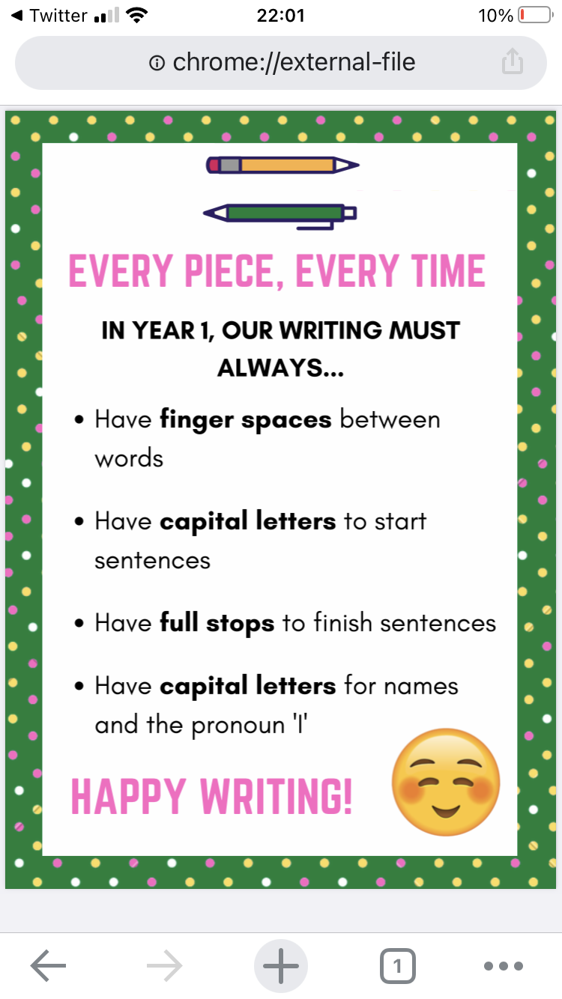 Twitter 22:01 10%
chrome://external-file
EVERY PIECE, EVERY TIME
IN YEAR 1, OUR WRITING MUST
ALWAYS...
• Have finger spaces between
words
• Have capital letters to start
sentences
• Have full stops to finish sentences
• Have capital letters for names
and the pronoun 'I'
HAPPY WRITING!
1